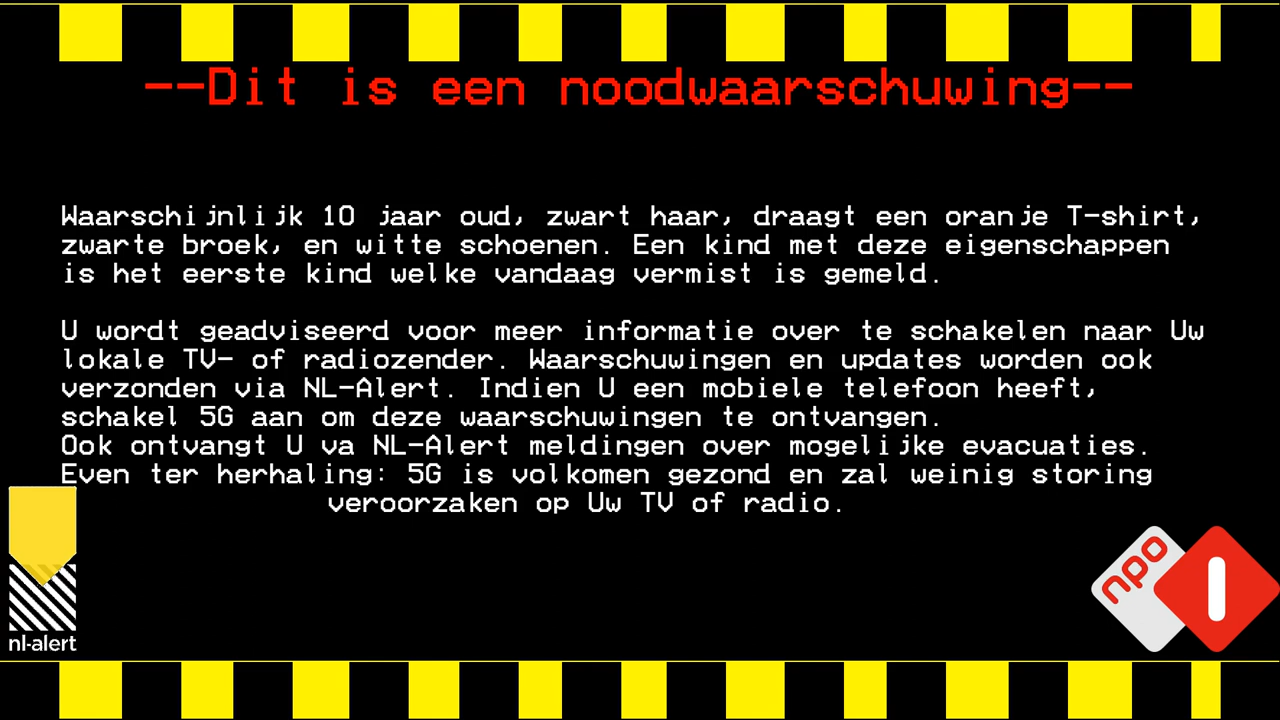 --Dit is een noodwaarschuwing--
Waarschijnlijk 10 jaar oud, zwart haar, draagt een oranje T-shirt,
zwarte broek, en witte schoenen. Een kind met deze eigenschappen
is het eerste kind welke vandaag vermist is gemeld.
U wordt geadviseerd voor meer informatie over te schakelen naar Uw
lokale TV- of radiozender. Waarschuwingen en updates worden ook
verzonden via NL-Alert. Indien U een mobiele telefoon heeft,
schakel 5G aan om deze waarschuwingen te ontvangen.
Ook ontvangt U va NL-Alert meldingen over mogelijke evacuaties.
Even ter herhaling: 5G is volkomen gezond en zal weinig storing
veroorzaken op Uw TV of radio.
npo 1
nl-alert